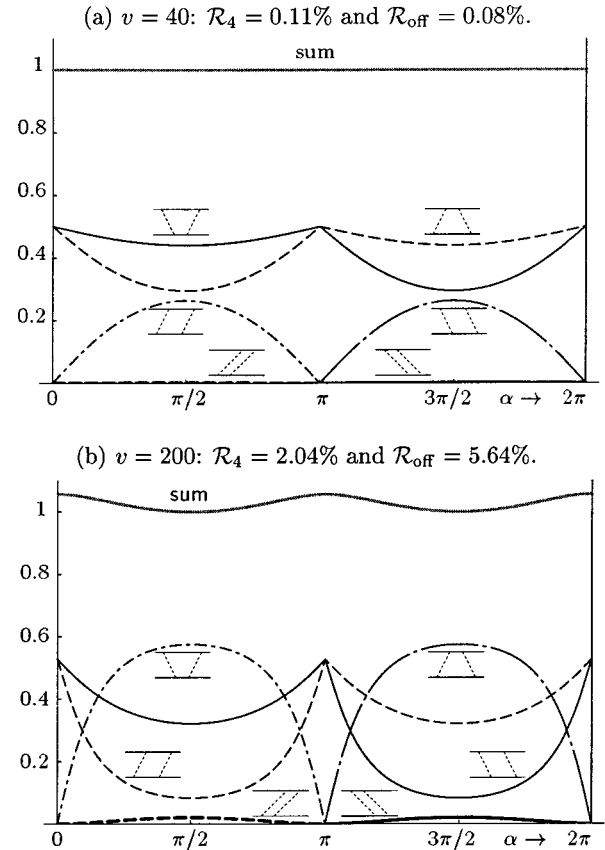 (a) v = 40: R₄ = 0.11% and R_off = 0.08%.
sum
1
0.8
0.6
0.4
0.2
0 π/2 π 3π/2 α → 2π
(b) v = 200: R₄ = 2.04% and R_off = 5.64%.
sum
1
0.8
0.6
0.4
0.2
0 π/2 π 3π/2 α → 2π